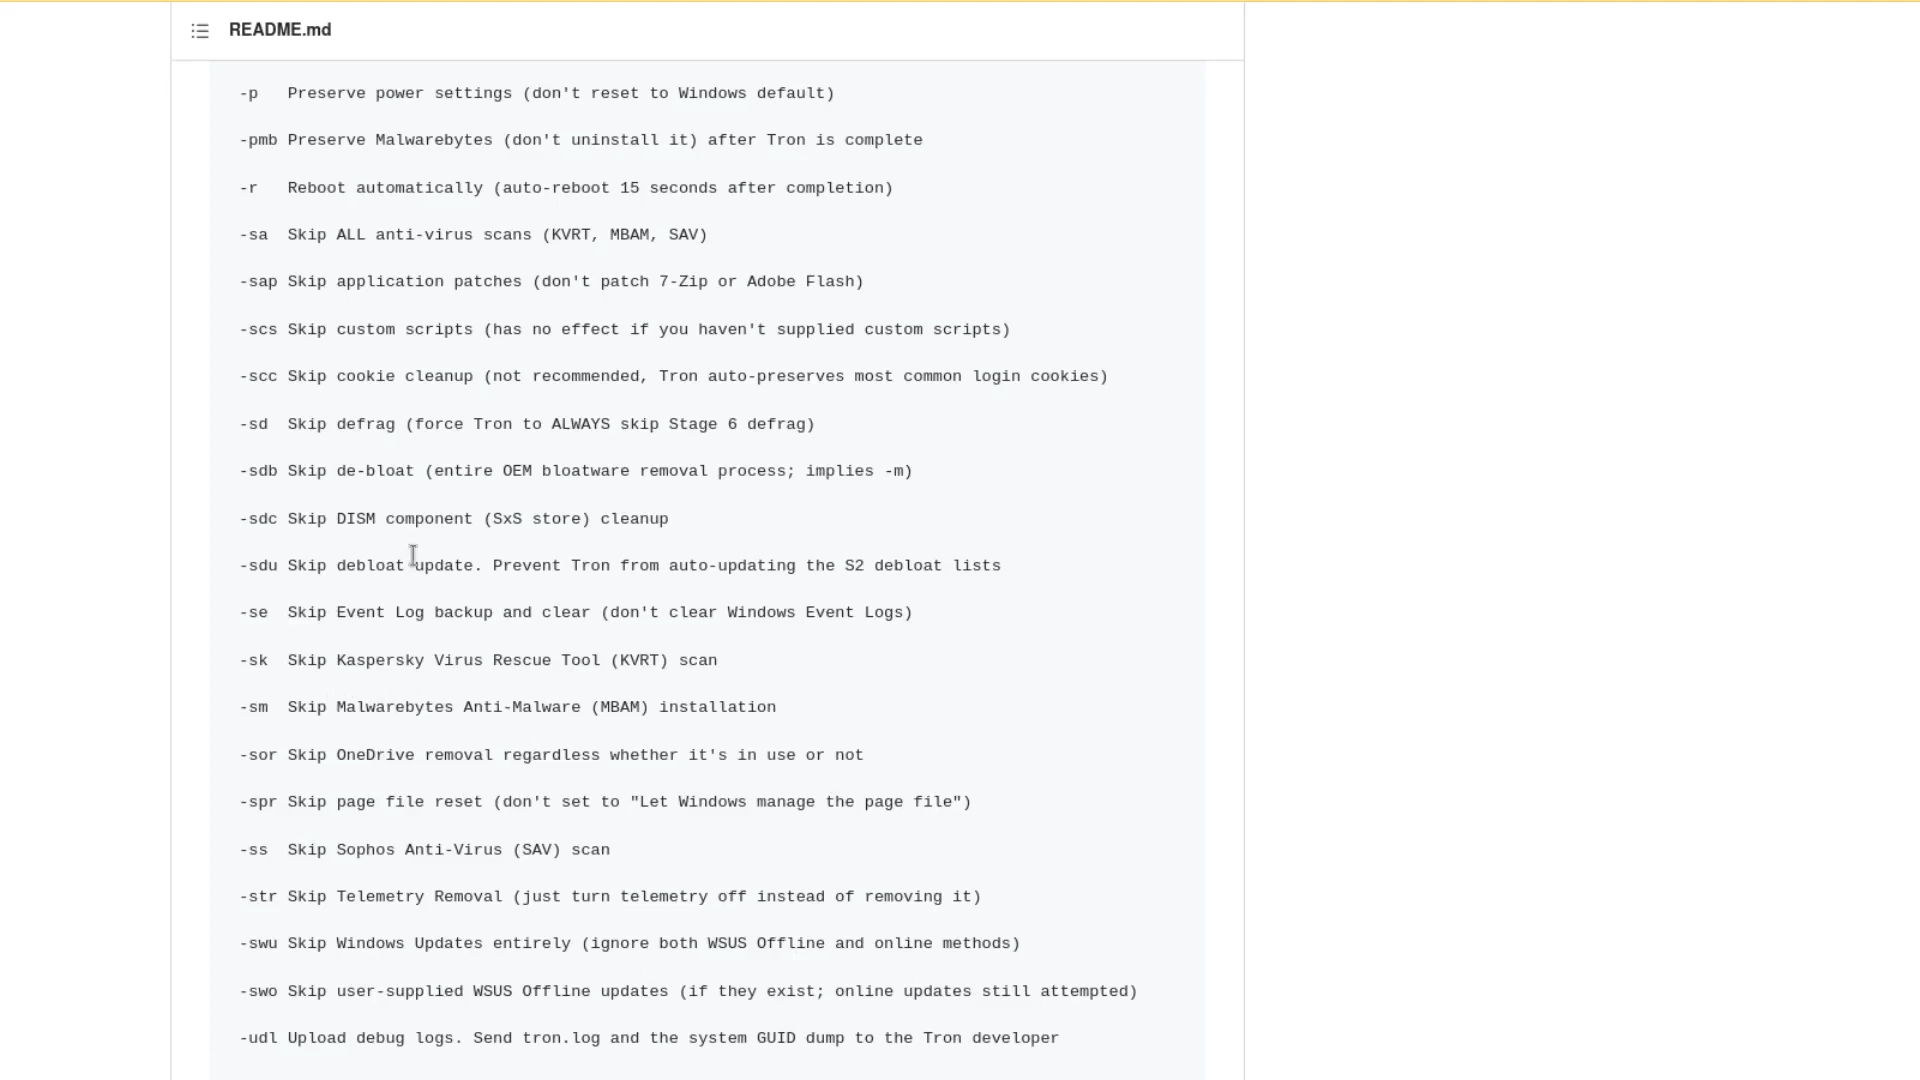 README.md
-p   Preserve power settings (don't reset to Windows default)
-pmb Preserve Malwarebytes (don't uninstall it) after Tron is complete
-r   Reboot automatically (auto-reboot 15 seconds after completion)
-sa  Skip ALL anti-virus scans (KVRT, MBAM, SAV)
-sap Skip application patches (don't patch 7-Zip or Adobe Flash)
-scs Skip custom scripts (has no effect if you haven't supplied custom scripts)
-scc Skip cookie cleanup (not recommended, Tron auto-preserves most common login cookies)
-sd  Skip defrag (force Tron to ALWAYS skip Stage 6 defrag)
-sdb Skip de-bloat (entire OEM bloatware removal process; implies -m)
-sdc Skip DISM component (SxS store) cleanup
-sdu Skip debloat update. Prevent Tron from auto-updating the S2 debloat lists
-se  Skip Event Log backup and clear (don't clear Windows Event Logs)
-sk  Skip Kaspersky Virus Rescue Tool (KVRT) scan
-sm  Skip Malwarebytes Anti-Malware (MBAM) installation
-sor Skip OneDrive removal regardless whether it's in use or not
-spr Skip page file reset (don't set to "Let Windows manage the page file")
-ss  Skip Sophos Anti-Virus (SAV) scan
-str Skip Telemetry Removal (just turn telemetry off instead of removing it)
-swu Skip Windows Updates entirely (ignore both WSUS Offline and online methods)
-swo Skip user-supplied WSUS Offline updates (if they exist; online updates still attempted)
-udl Upload debug logs. Send tron.log and the system GUID dump to the Tron developer